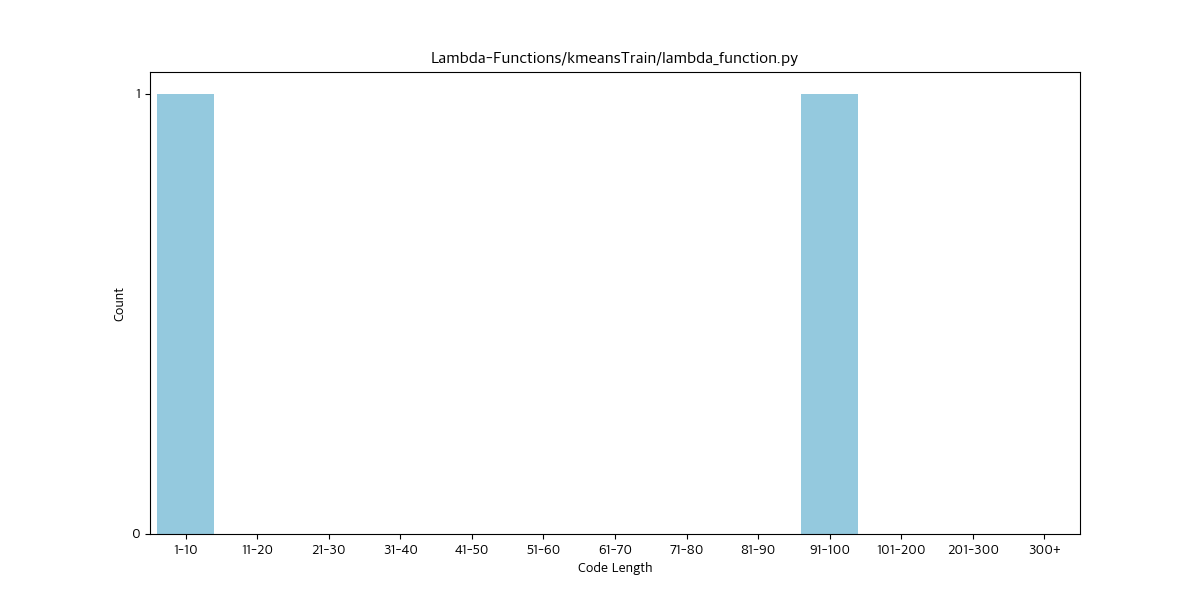 Lambda-Functions/kmeansTrain/lambda_function.py
1
Count
0
1-10 11-20 21-30 31-40 41-50 51-60 61-70 71-80 81-90 91-100 101-200 201-300 300+
Code Length